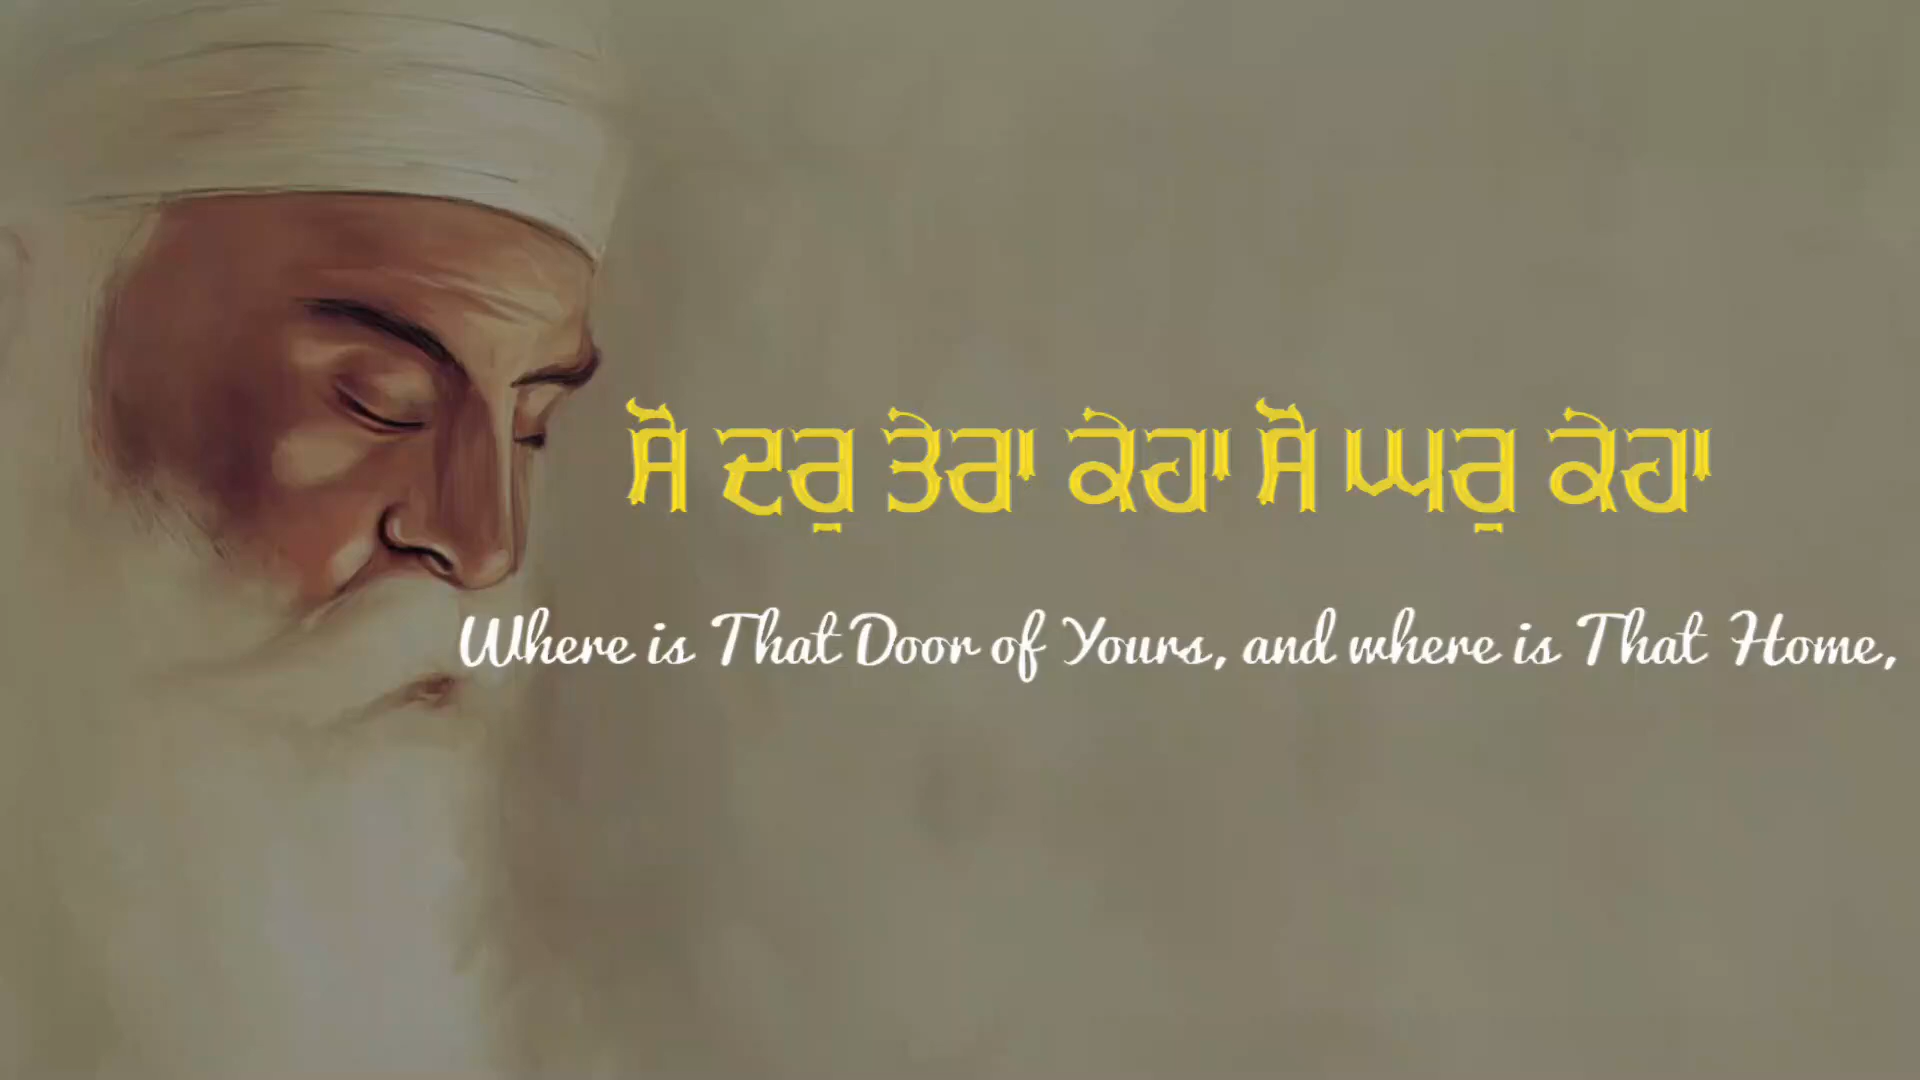 ਸੋ ਦਰੁ ਤੇਰਾ ਕੇਹਾ ਸੋ ਘਰੁ ਕੇਹਾ
Where is That Door of Yours, and where is That Home,